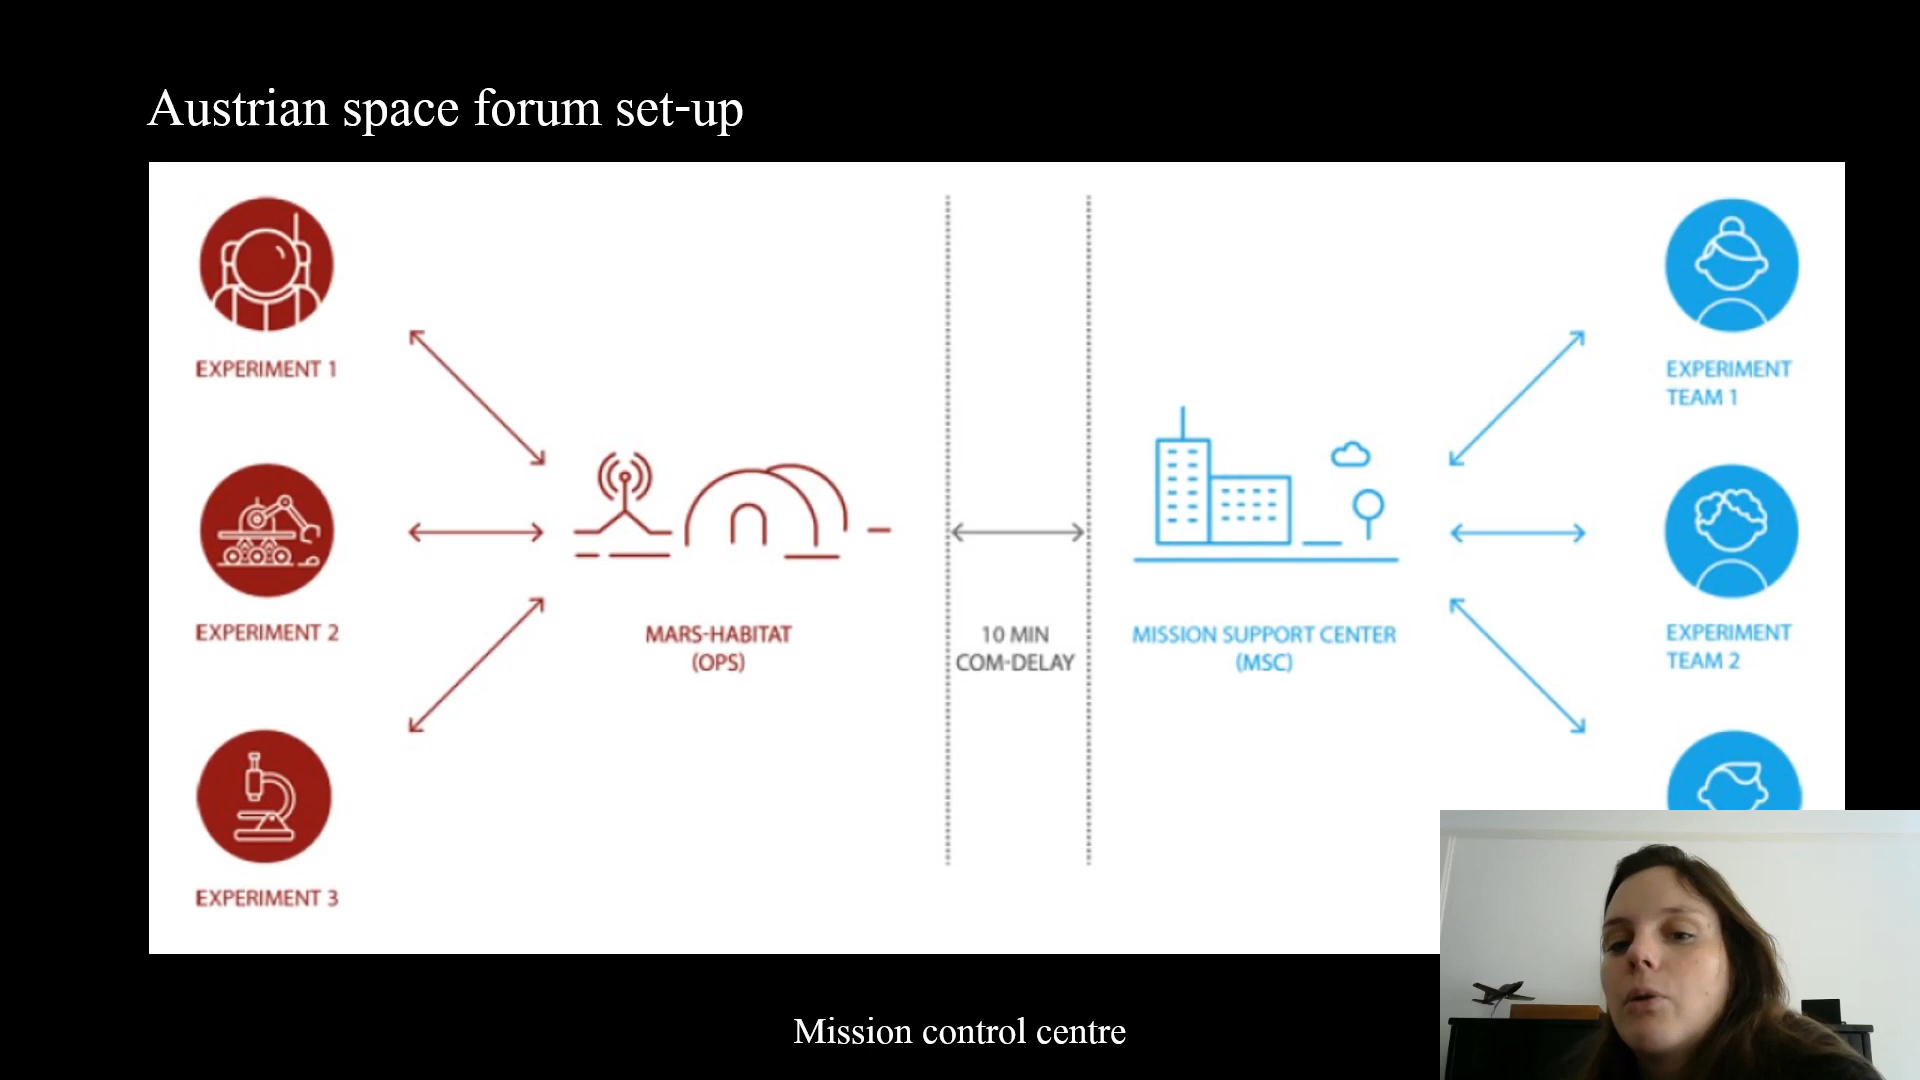 Austrian space forum set-up
EXPERIMENT 1
EXPERIMENT 2
EXPERIMENT 3
MARS-HABITAT
(OPS)
10 MIN
COM-DELAY
MISSION SUPPORT CENTER
(MSC)
EXPERIMENT
TEAM 1
EXPERIMENT
TEAM 2
Mission control centre